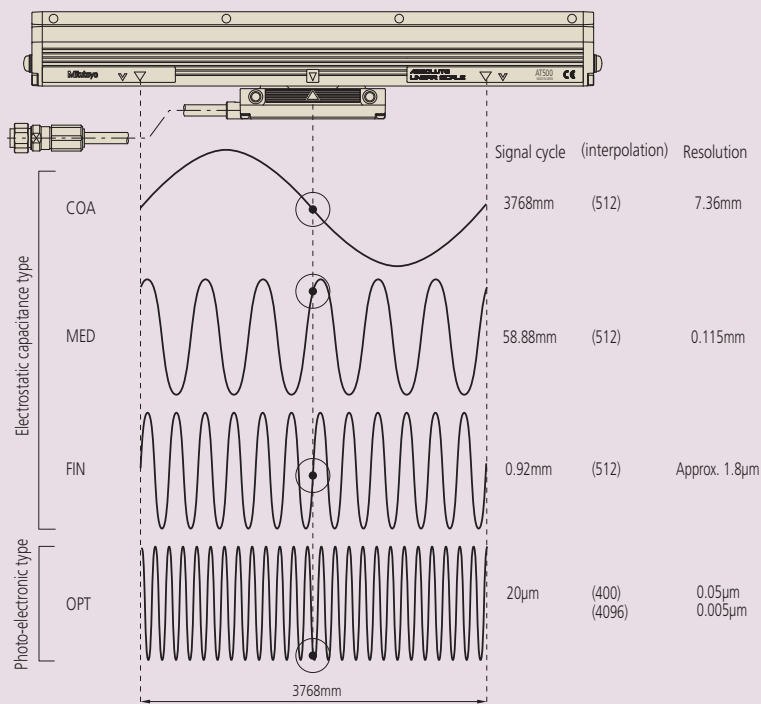 Mitutoyo
ABSOLUTE
LINEAR SCALE
AT500
CE
Signal cycle (interpolation) Resolution
Electrostatic capacitance type
COA 3768mm (512) 7.36mm
MED 58.88mm (512) 0.115mm
FIN 0.92mm (512) Approx. 1.8µm
Photo-electronic type
OPT 20µm (400) 0.05µm
(4096) 0.005µm
3768mm